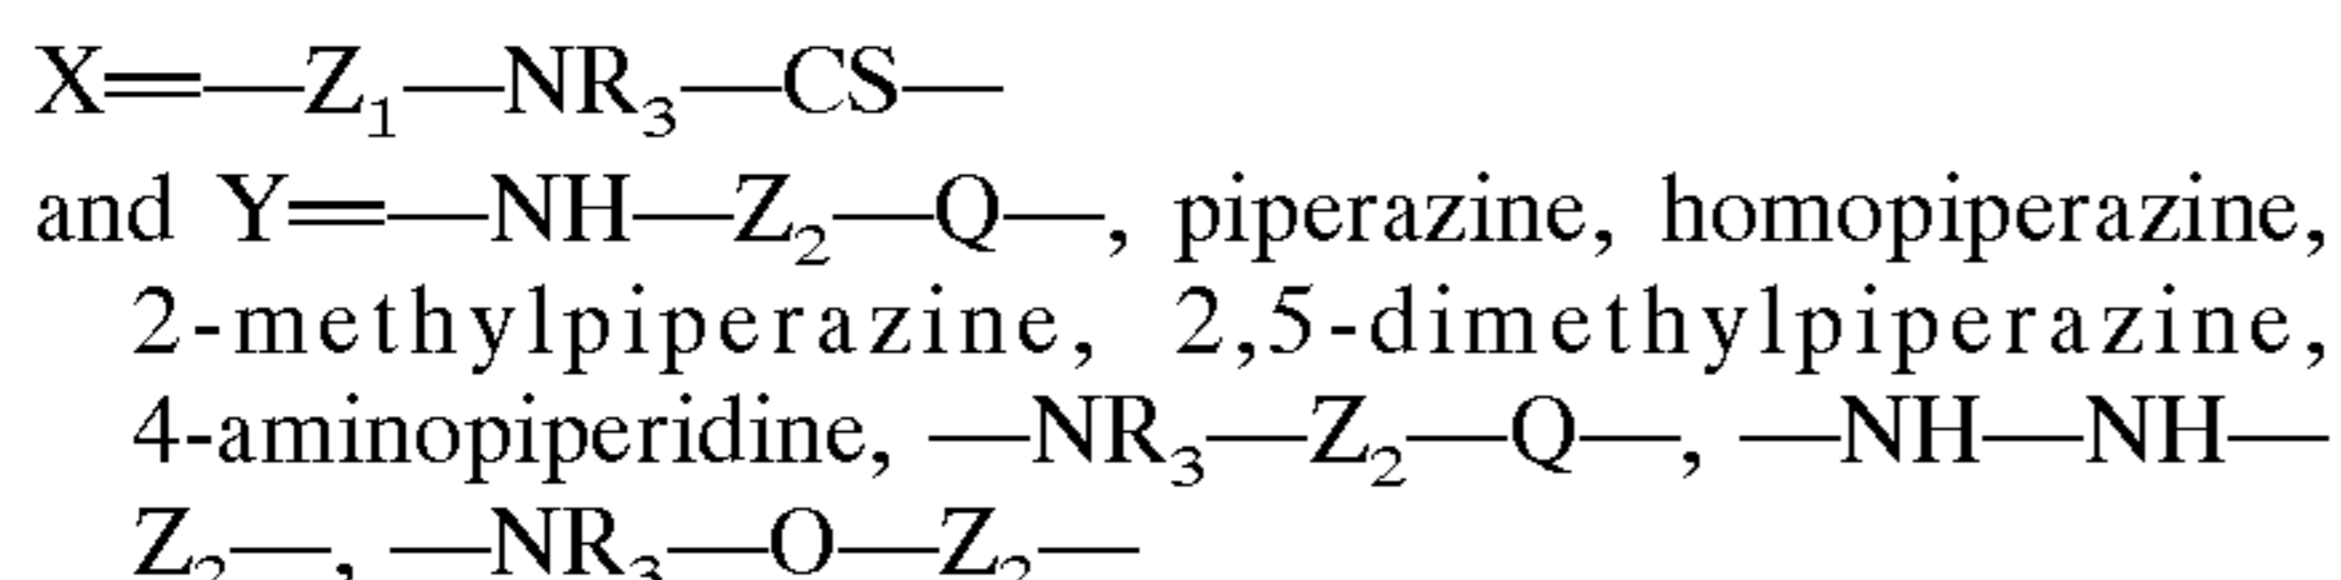 X=—Z₁—NR₃—CS—
and Y=—NH—Z₂—Q—, piperazine, homopiperazine,
2-methylpiperazine, 2,5-dimethylpiperazine,
4-aminopiperidine, —NR₃—Z₂—Q—, —NH—NH—
Z₂—, —NR₃—O—Z₂—